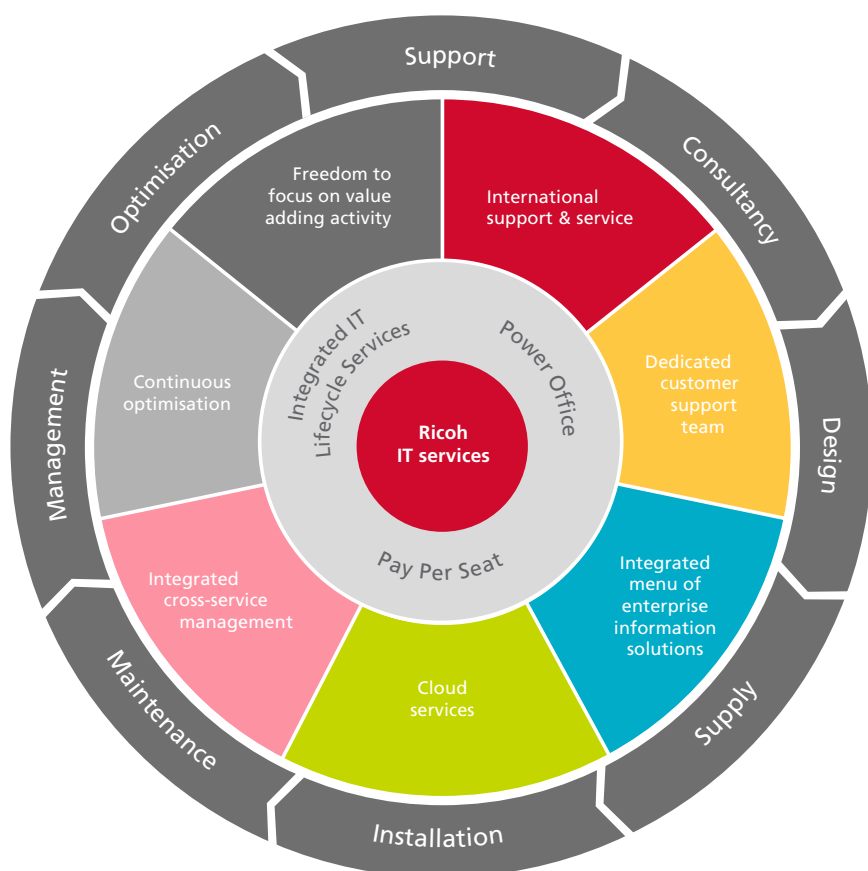 Support
Consultancy
Design
Supply
Installation
Maintenance
Management
Optimisation
Freedom to
focus on value
adding activity
International
support & service
Dedicated
customer
support
team
Integrated
menu of
enterprise
information
solutions
Cloud
services
Integrated
cross-service
management
Continuous
optimisation
Integrated IT
Lifecycle Services
Power Office
Pay Per Seat
Ricoh
IT services